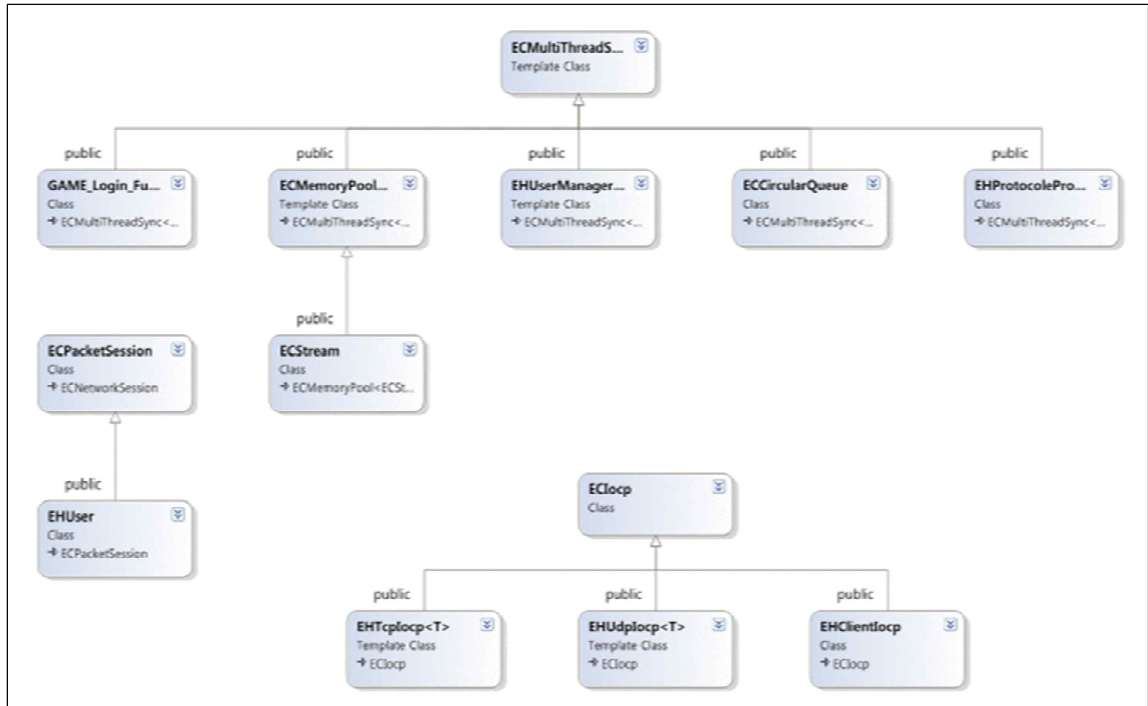 ECMultiThreadS...
Template Class
public
public
public
public
public
GAME_Login_Fu...
Class
ECMultiThreadSync<...
ECMemoryPool...
Template Class
ECMultiThreadSync<...
EHUserManager...
Template Class
ECMultiThreadSync<...
ECCircularQueue
Class
ECMultiThreadSync<...
EHProtocolePro...
Class
ECMultiThreadSync<...
public
ECPacketSession
Class
ECNetworkSession
ECStream
Class
ECMemoryPool<ECSt...
public
EHUser
Class
ECPacketSession
ECIocp
Class
public
public
public
EHTcpIocp<T>
Template Class
ECIocp
EHUdpIocp<T>
Template Class
ECIocp
EHClientIocp
Class
ECIocp